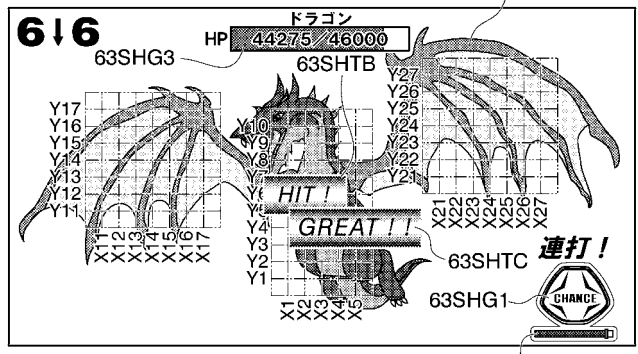 6↓6
ドラゴン
HP 44275/46000
63SHG3
63SHTB
Y27
Y26
Y25
Y24
Y23
Y22
Y21
Y17
Y16
Y15
Y14
Y13
Y12
Y11
Y10
Y9
Y8
Y7
Y6
Y5
Y4
Y3
Y2
Y1
HIT!
GREAT!!
X21 X22 X23 X24 X25 X26 X27
X11 X12 X13 X14 X15 X16 X17
X1 X2 X3 X4 X5
63SHTC
連打!
63SHG1
CHANCE